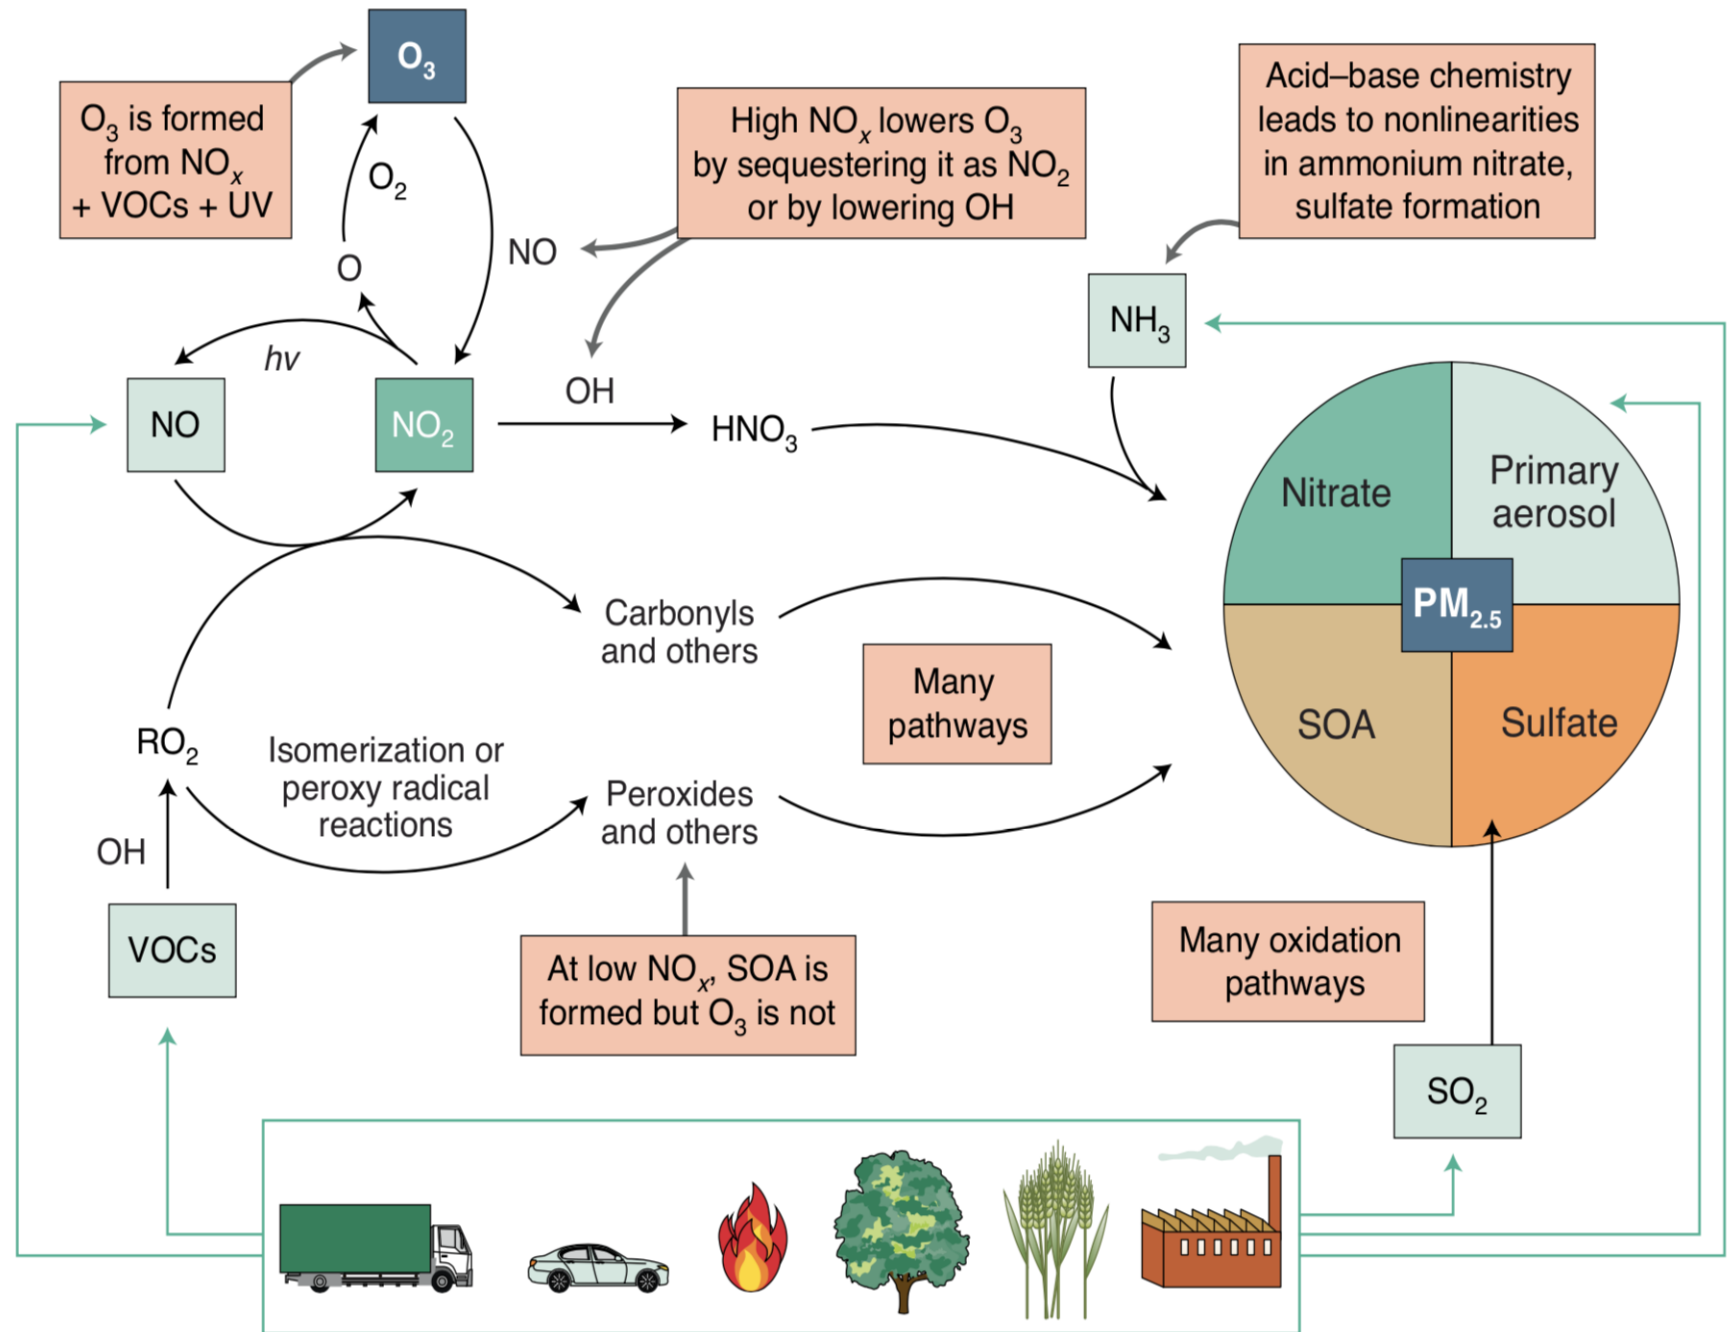 O₃
O₃ is formed
from NOₓ
+ VOCs + UV
O₂
High NOₓ lowers O₃
by sequestering it as NO₂
or by lowering OH
Acid–base chemistry
leads to nonlinearities
in ammonium nitrate,
sulfate formation
NO
O
hv
NH₃
OH
NO
NO₂
HNO₃
Nitrate
Primary
aerosol
PM₂.₅
SOA
Sulfate
Carbonyls
and others
Many
pathways
RO₂
Isomerization or
peroxy radical
reactions
Peroxides
and others
OH
VOCs
At low NOₓ, SOA is
formed but O₃ is not
Many oxidation
pathways
SO₂